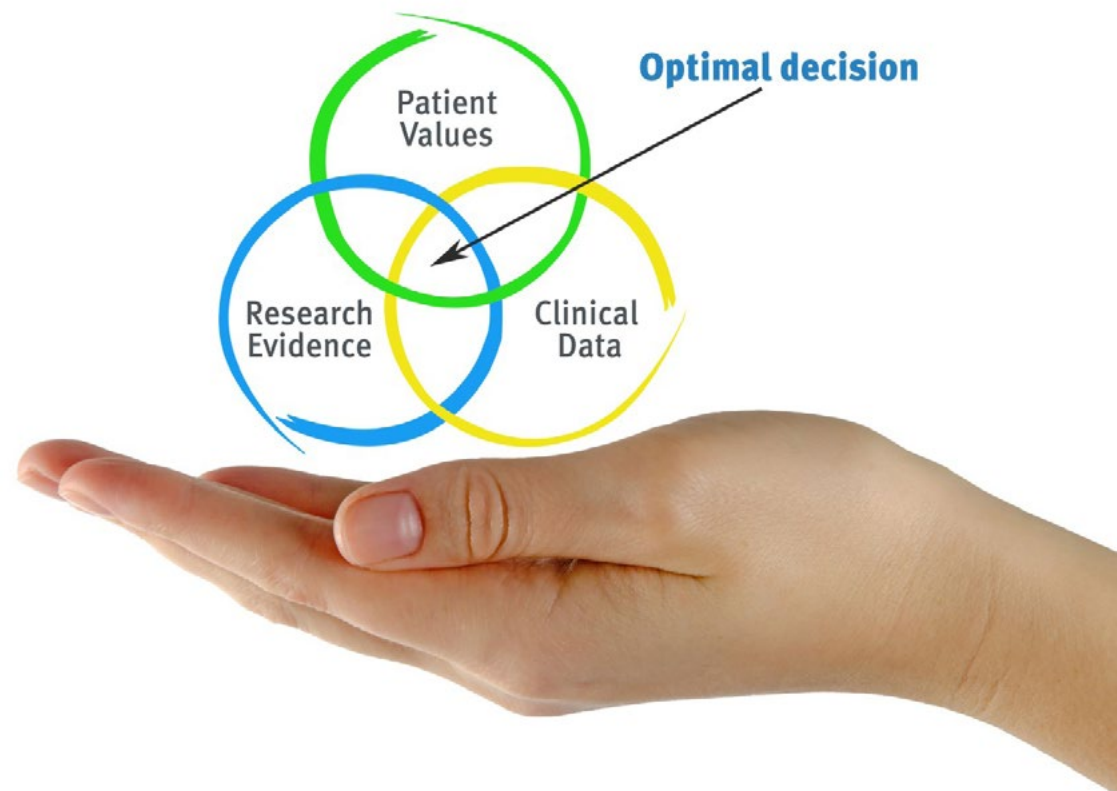 Optimal decision
Patient
Values
Research
Evidence
Clinical
Data